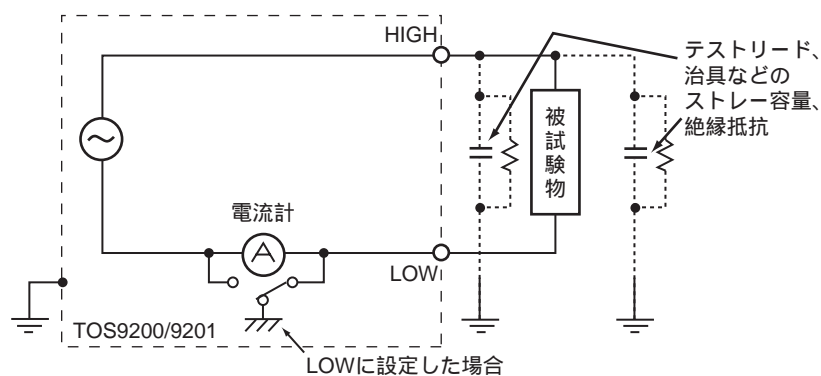 HIGH
テストリード、
治具などの
ストレー容量、
絶縁抵抗
被試験物
電流計
A
LOW
TOS9200/9201
LOWに設定した場合